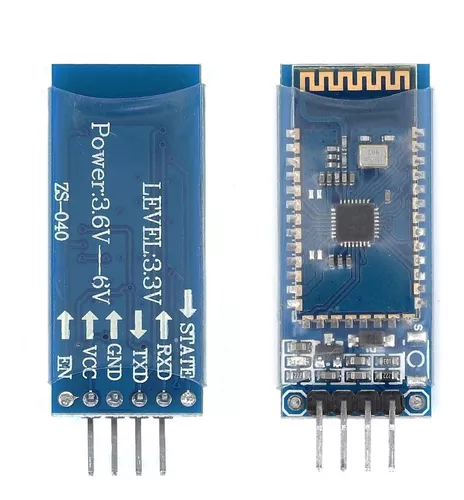 LEVEL:3.3V
Power:3.6V—6V
ZS-040
STATE
RXD
TXD
GND
VCC
EN